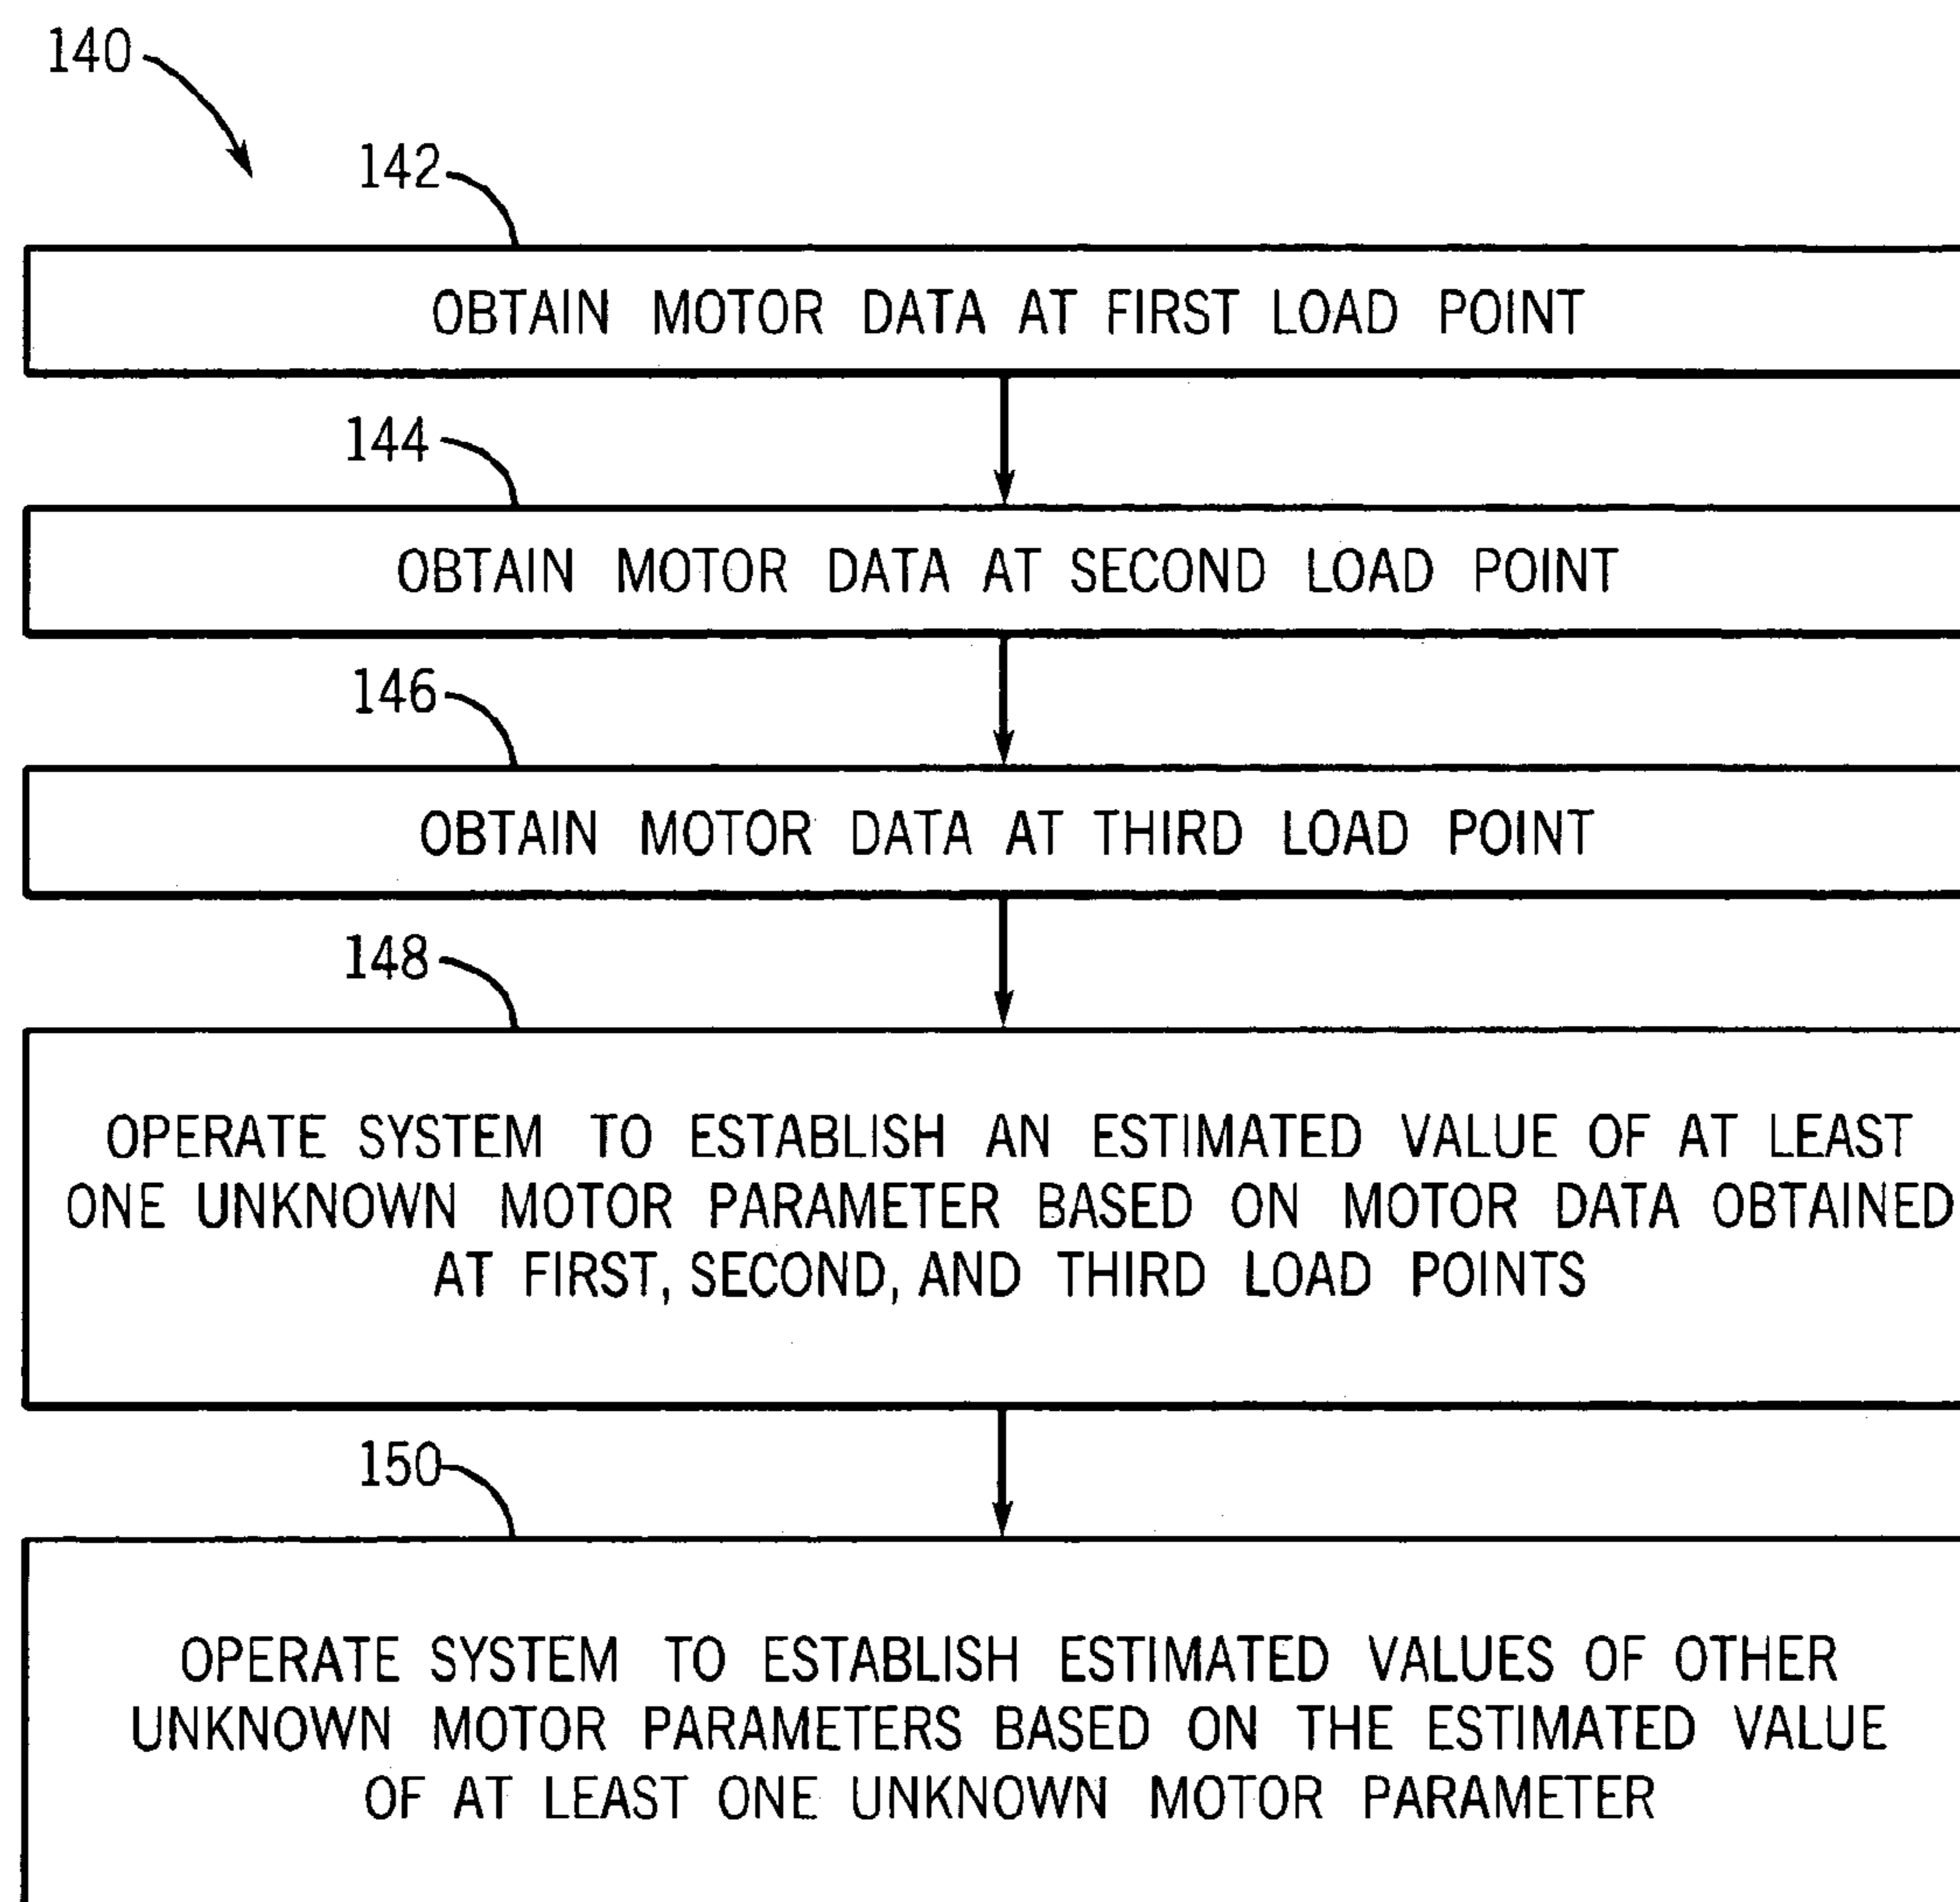 140
142
OBTAIN MOTOR DATA AT FIRST LOAD POINT
144
OBTAIN MOTOR DATA AT SECOND LOAD POINT
146
OBTAIN MOTOR DATA AT THIRD LOAD POINT
148
OPERATE SYSTEM TO ESTABLISH AN ESTIMATED VALUE OF AT LEAST
ONE UNKNOWN MOTOR PARAMETER BASED ON MOTOR DATA OBTAINED
AT FIRST, SECOND, AND THIRD LOAD POINTS
150
OPERATE SYSTEM TO ESTABLISH ESTIMATED VALUES OF OTHER
UNKNOWN MOTOR PARAMETERS BASED ON THE ESTIMATED VALUE
OF AT LEAST ONE UNKNOWN MOTOR PARAMETER